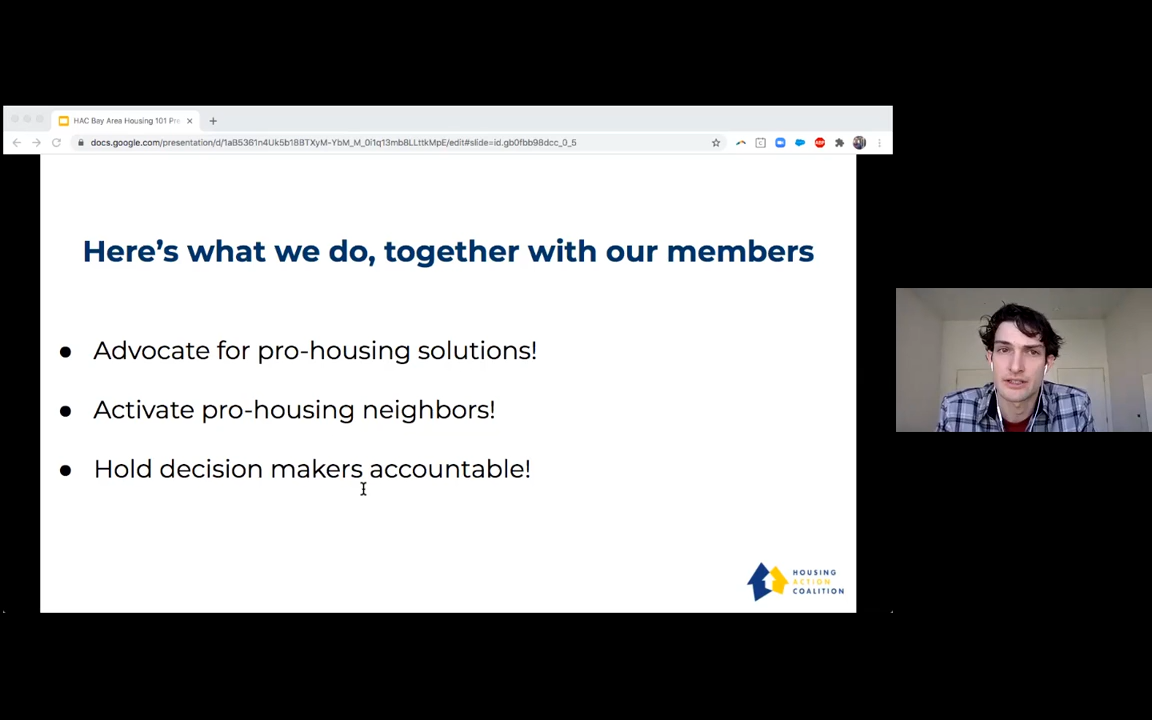 HAC Bay Area Housing 101 Pre
docs.google.com/presentation/d/1aB5361n4Uk5b18BTXyM-YbM_M_0i1q13mb8LLttkMpE/edit#slide=id.gb0fbb98dcc_0_5
Here's what we do, together with our members
● Advocate for pro-housing solutions!
● Activate pro-housing neighbors!
● Hold decision makers accountable!
HOUSING
ACTION
COALITION